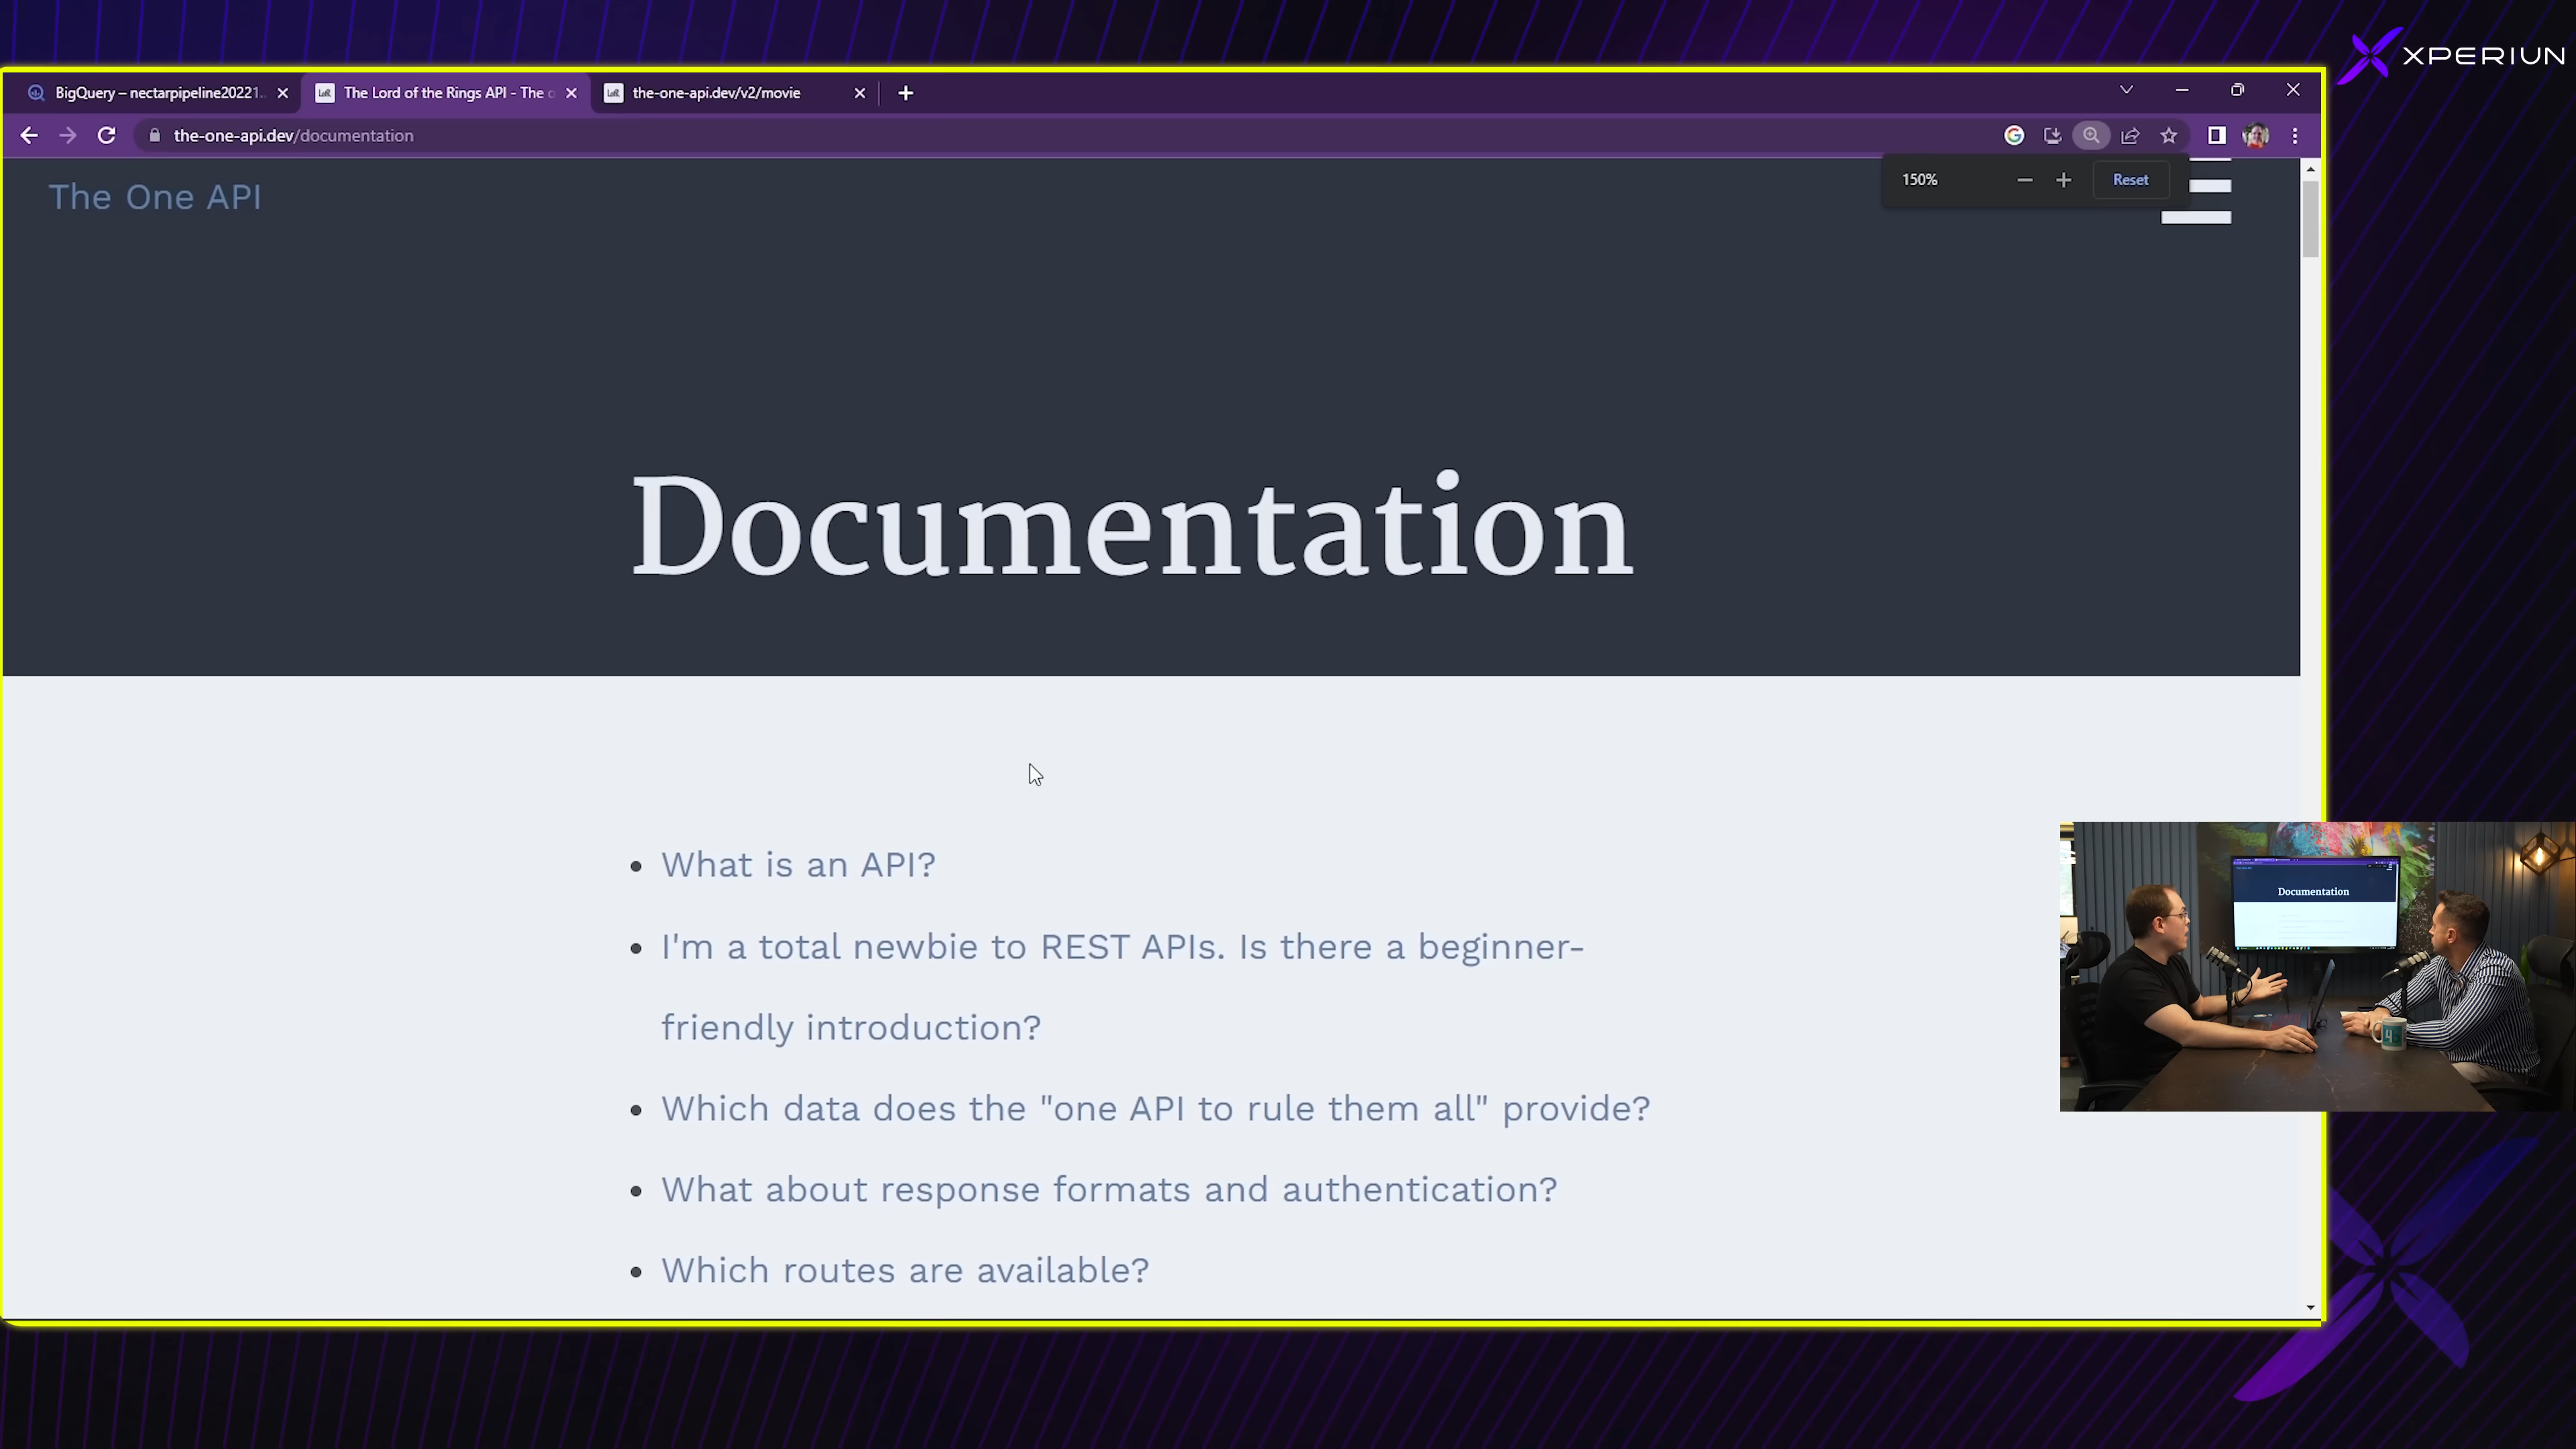 XPERIUN
BigQuery – nectarpipeline20221
The Lord of the Rings API - The o
the-one-api.dev/v2/movie
the-one-api.dev/documentation
The One API
150%
Reset
Documentation
What is an API?
I'm a total newbie to REST APIs. Is there a beginner-
friendly introduction?
Which data does the "one API to rule them all" provide?
What about response formats and authentication?
Which routes are available?
Documentation
4